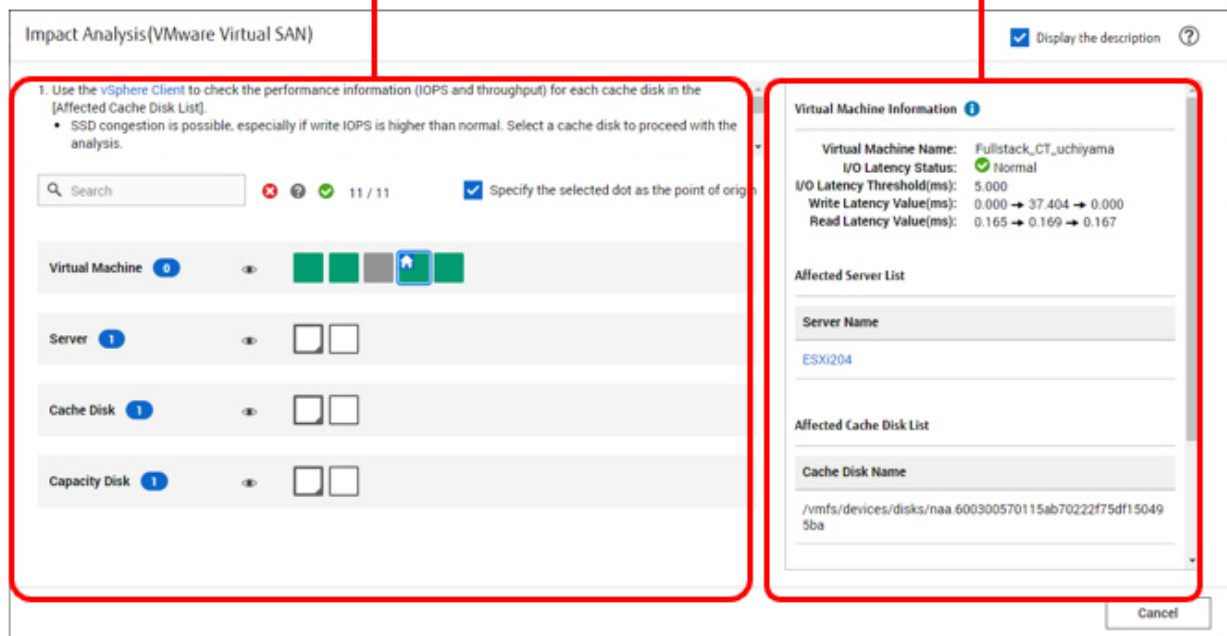 Impact Analysis(VMware Virtual SAN)
Display the description
1. Use the vSphere Client to check the performance information (IOPS and throughput) for each cache disk in the
[Affected Cache Disk List].
• SSD congestion is possible, especially if write IOPS is higher than normal. Select a cache disk to proceed with the
analysis.
Search
11 / 11
Specify the selected dot as the point of origin
Virtual Machine 0
Server 1
Cache Disk 1
Capacity Disk 1
Virtual Machine Information
Virtual Machine Name: Fullstack_CT_uchiyama
I/O Latency Status: Normal
I/O Latency Threshold(ms): 5.000
Write Latency Value(ms): 0.000 → 37.404 → 0.000
Read Latency Value(ms): 0.165 → 0.169 → 0.167
Affected Server List
Server Name
ESXi204
Affected Cache Disk List
Cache Disk Name
/vmfs/devices/disks/naa.600300570115ab70222f75df15049
5ba
Cancel